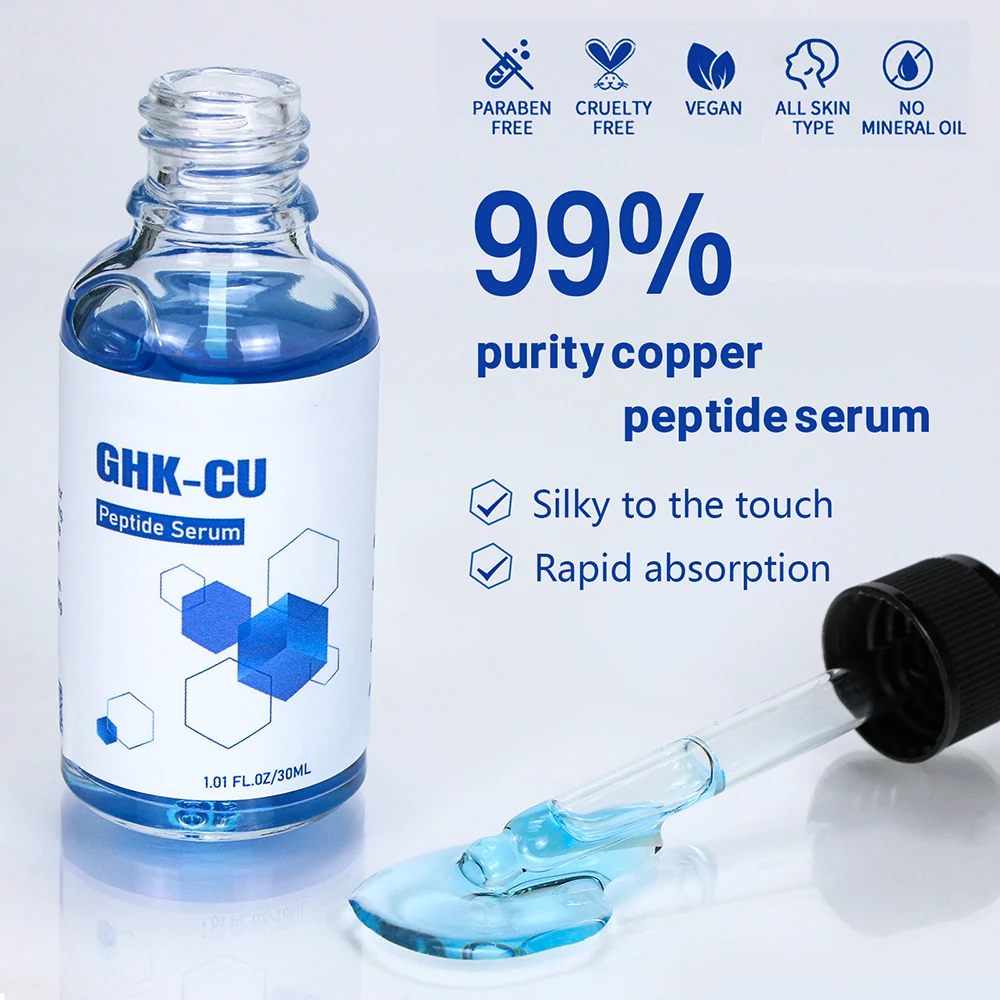 PARABEN
FREE
CRUELTY
FREE
VEGAN
ALL SKIN
TYPE
NO
MINERAL OIL
99%
purity copper
peptide serum
Silky to the touch
Rapid absorption
GHK-CU
Peptide Serum
1.01 FL.OZ/30ML